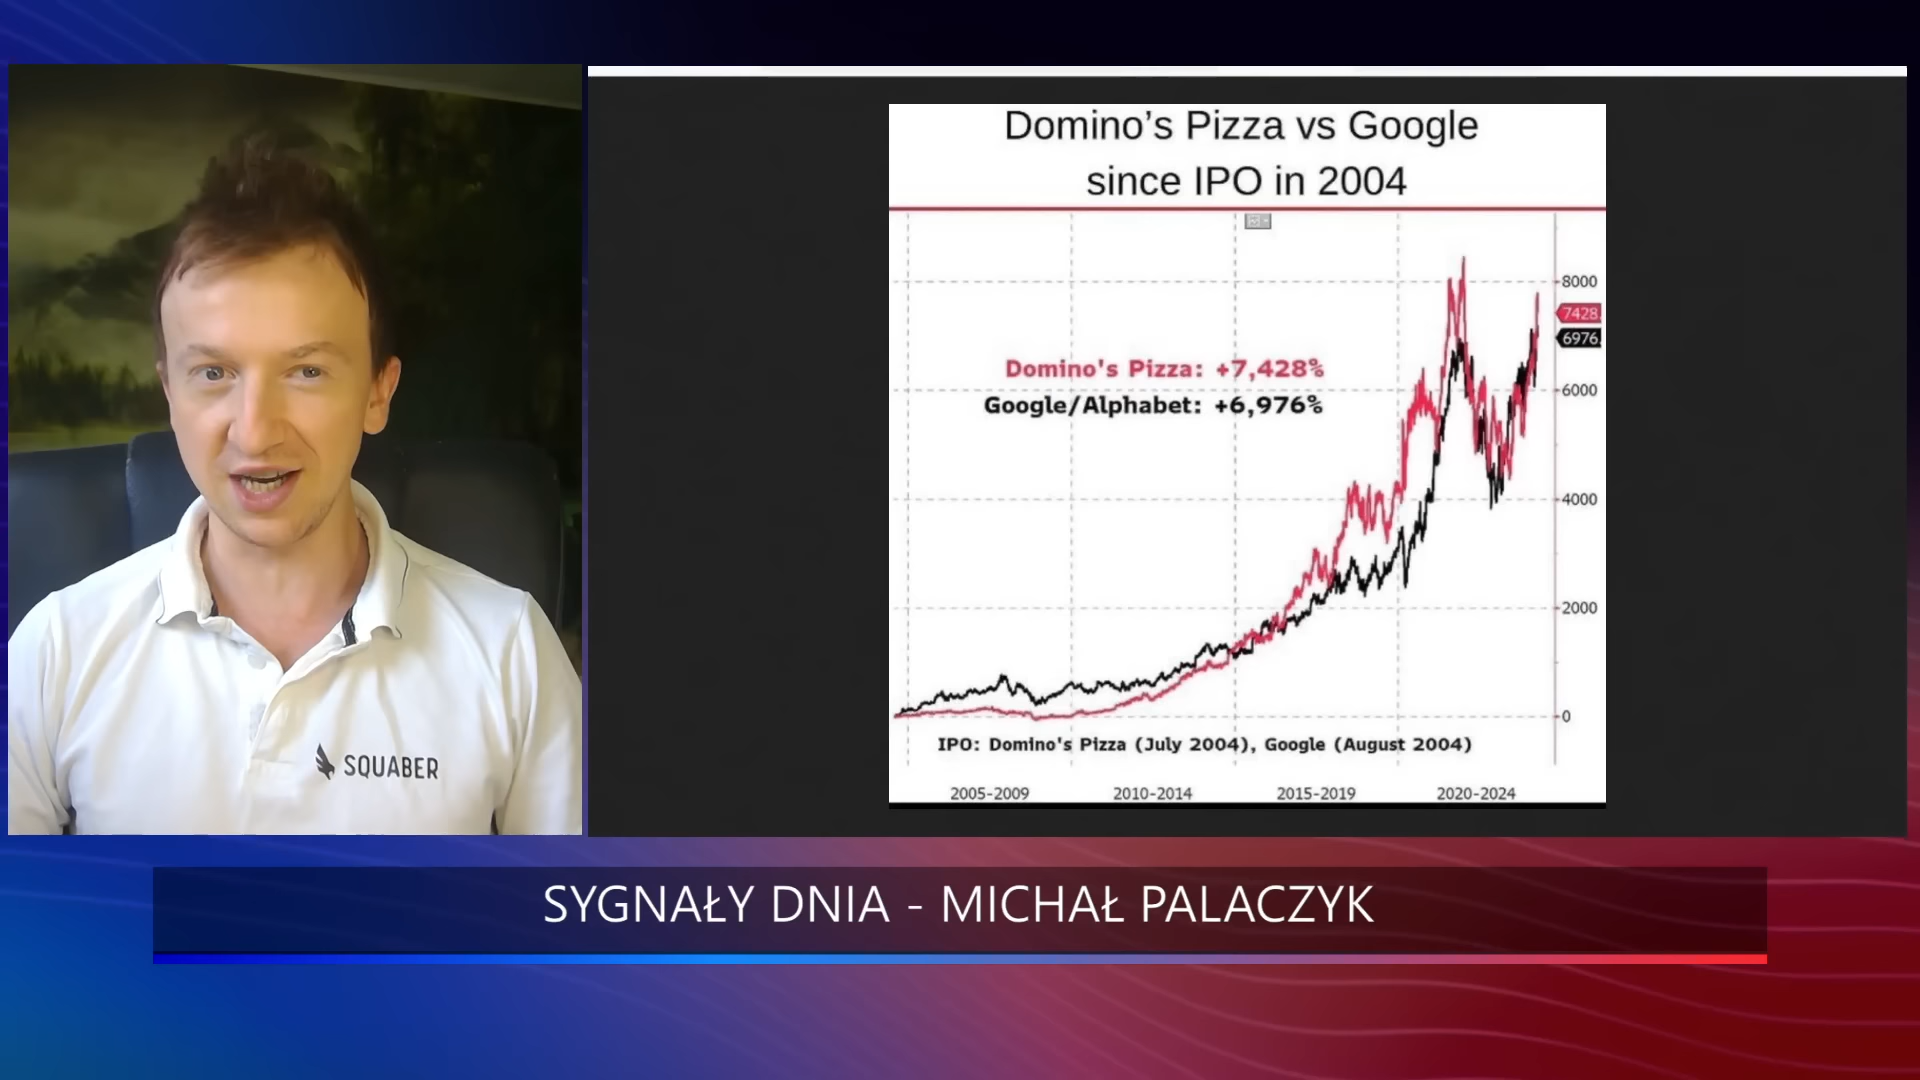 Domino's Pizza vs Google
since IPO in 2004
8000
7428
6976
Domino's Pizza: +7,428%
6000
Google/Alphabet: +6,976%
4000
2000
0
IPO: Domino's Pizza (July 2004), Google (August 2004)
2005-2009 2010-2014 2015-2019 2020-2024
SQUABER
SYGNAŁY DNIA - MICHAŁ PALACZYK